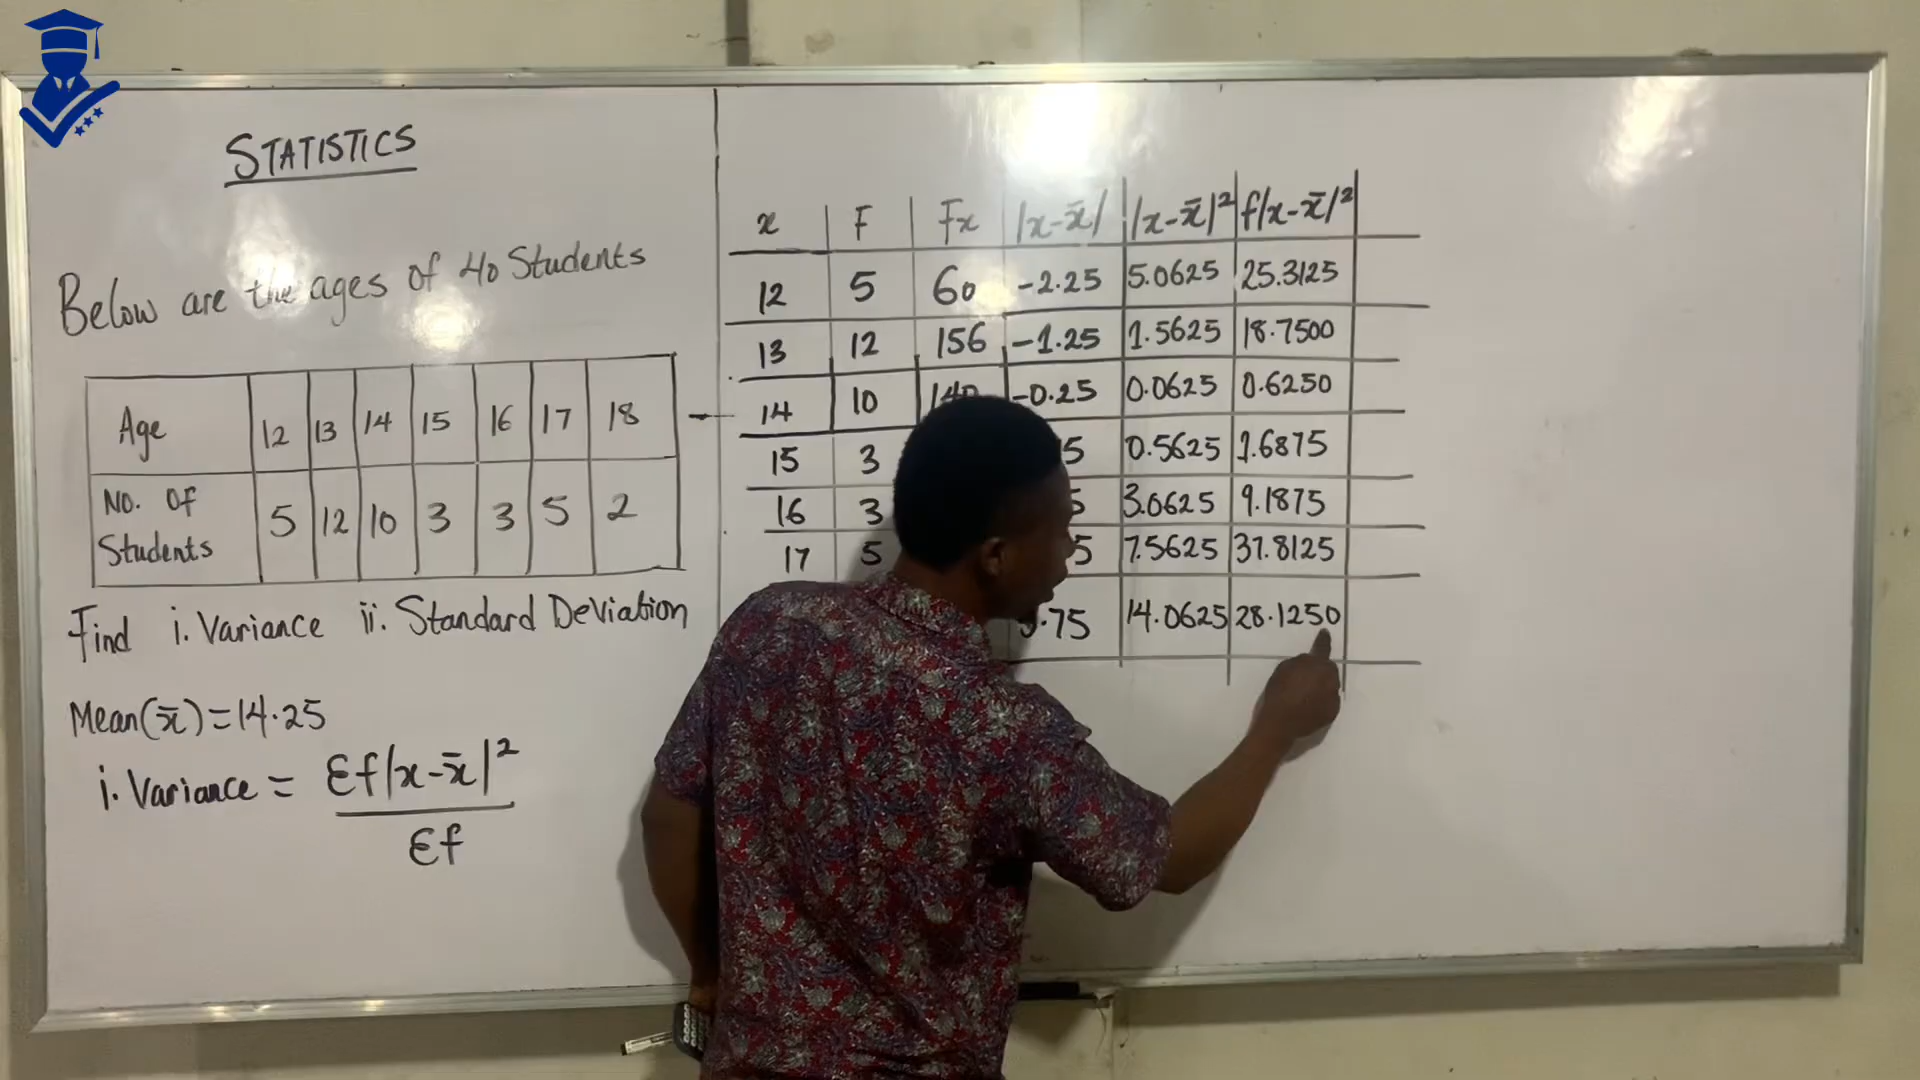 STATISTICS
Below are the ages of 40 Students
Age 12 13 14 15 16 17 18
No. Of Students 5 12 10 3 3 5 2
Find i. Variance ii. Standard Deviation
Mean(x̄)=14.25
i. Variance = Ɛf|x-x̄|²
Ɛf
x F Fx |x-x̄| |x-x̄|² f|x-x̄|²
12 5 60 -2.25 5.0625 25.3125
13 12 156 -1.25 1.5625 18.7500
14 10 140 -0.25 0.0625 0.6250
15 3 5 0.5625 1.6875
16 3 5 3.0625 9.1875
17 5 5 7.5625 37.8125
.75 14.0625 28.1250